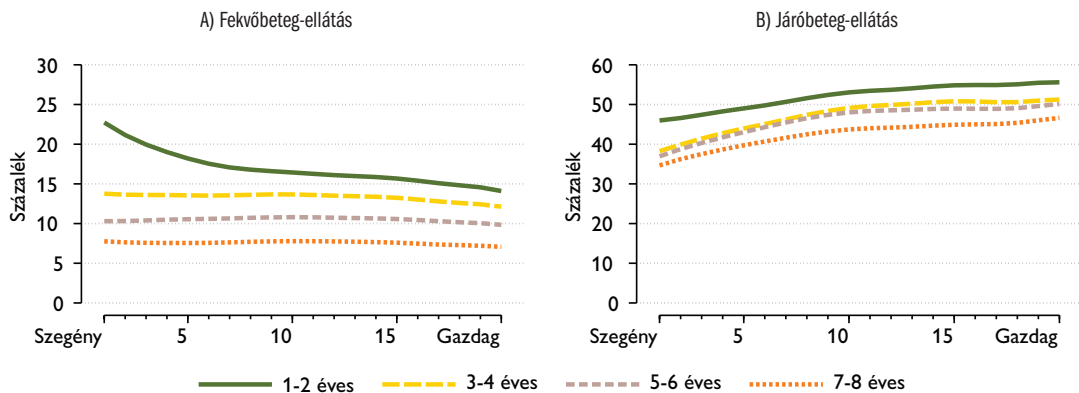 A) Fekvőbeteg-ellátás
Százalék
30
25
20
15
10
5
0
Szegény 5 10 15 Gazdag
B) Járóbeteg-ellátás
Százalék
60
50
40
30
20
10
0
Szegény 5 10 15 Gazdag
1-2 éves 3-4 éves 5-6 éves 7-8 éves